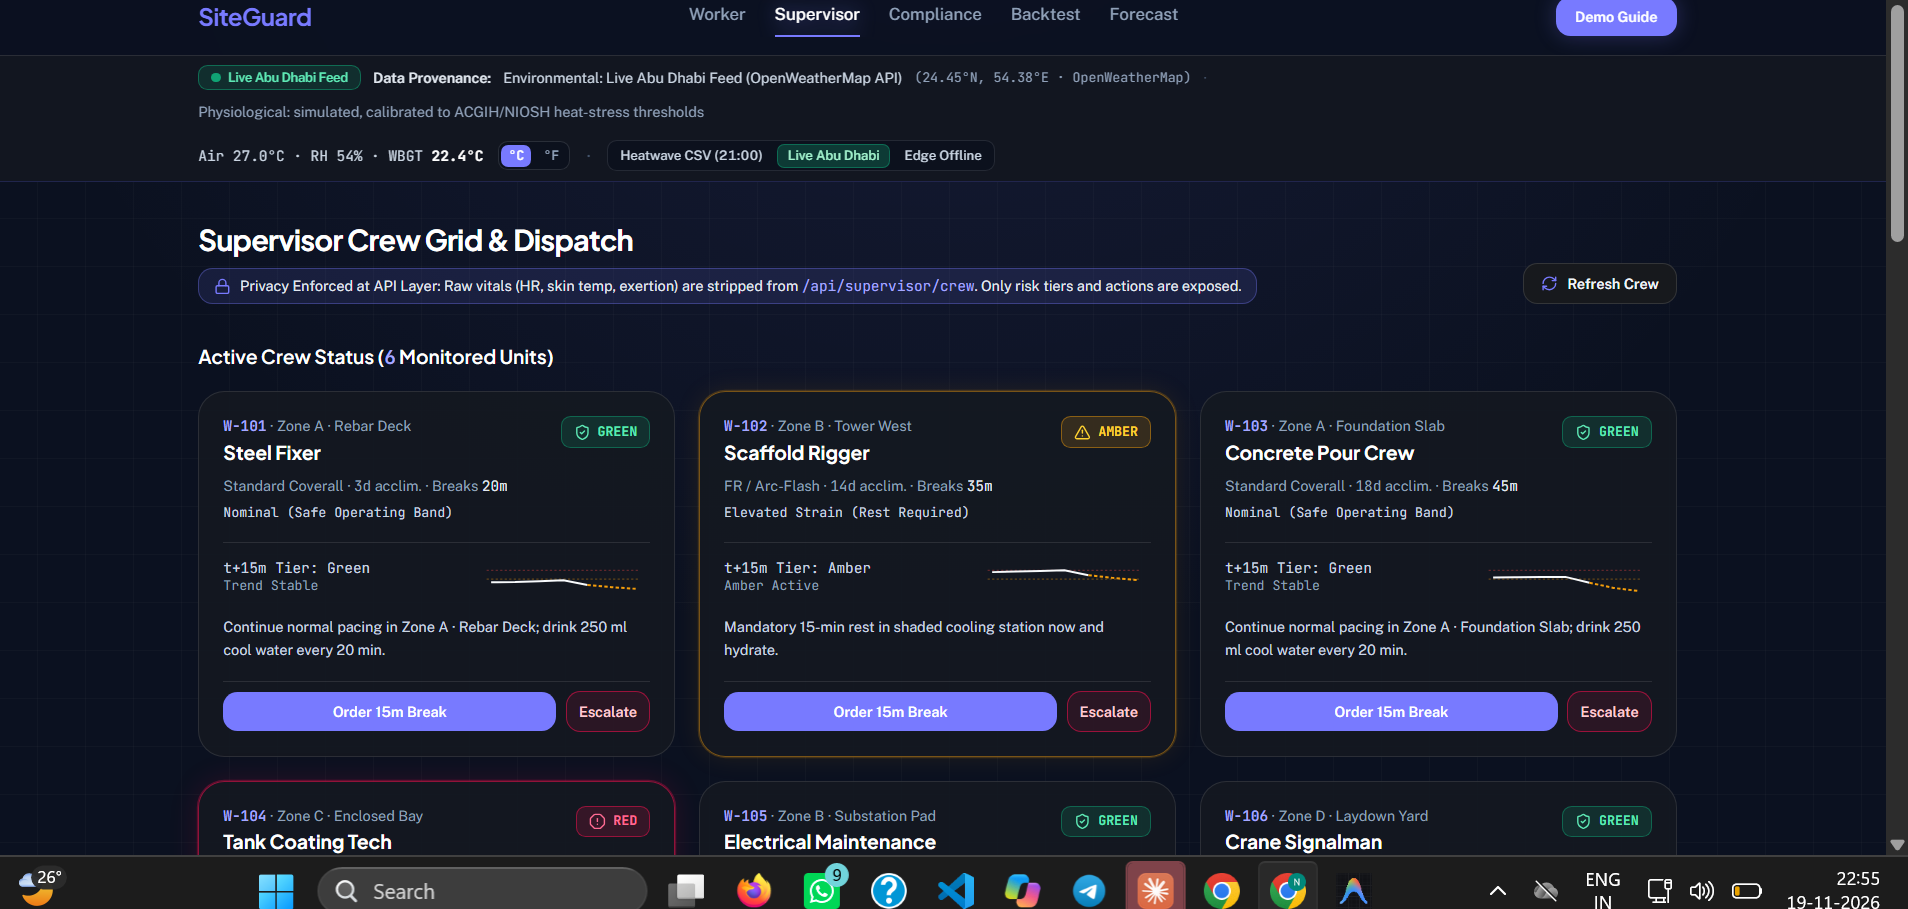 SiteGuard
Worker Supervisor Compliance Backtest Forecast
Demo Guide
Live Abu Dhabi Feed Data Provenance: Environmental: Live Abu Dhabi Feed (OpenWeatherMap API) (24.45°N, 54.38°E · OpenWeatherMap) ·
Physiological: simulated, calibrated to ACGIH/NIOSH heat-stress thresholds
Air 27.0°C · RH 54% · WBGT 22.4°C °C °F · Heatwave CSV (21:00) Live Abu Dhabi Edge Offline
Supervisor Crew Grid & Dispatch
Privacy Enforced at API Layer: Raw vitals (HR, skin temp, exertion) are stripped from /api/supervisor/crew. Only risk tiers and actions are exposed.
Refresh Crew
Active Crew Status (6 Monitored Units)
W-101 · Zone A · Rebar Deck
GREEN
Steel Fixer
Standard Coverall · 3d acclim. · Breaks 20m
Nominal (Safe Operating Band)
t+15m Tier: Green
Trend Stable
Continue normal pacing in Zone A · Rebar Deck; drink 250 ml
cool water every 20 min.
Order 15m Break
Escalate
W-102 · Zone B · Tower West
AMBER
Scaffold Rigger
FR / Arc-Flash · 14d acclim. · Breaks 35m
Elevated Strain (Rest Required)
t+15m Tier: Amber
Amber Active
Mandatory 15-min rest in shaded cooling station now and
hydrate.
Order 15m Break
Escalate
W-103 · Zone A · Foundation Slab
GREEN
Concrete Pour Crew
Standard Coverall · 18d acclim. · Breaks 45m
Nominal (Safe Operating Band)
t+15m Tier: Green
Trend Stable
Continue normal pacing in Zone A · Foundation Slab; drink 250
ml cool water every 20 min.
Order 15m Break
Escalate
W-104 · Zone C · Enclosed Bay
RED
Tank Coating Tech
W-105 · Zone B · Substation Pad
GREEN
Electrical Maintenance
W-106 · Zone D · Laydown Yard
GREEN
Crane Signalman
26°
Search
9
N
ENG
IN
22:55
19-11-2026